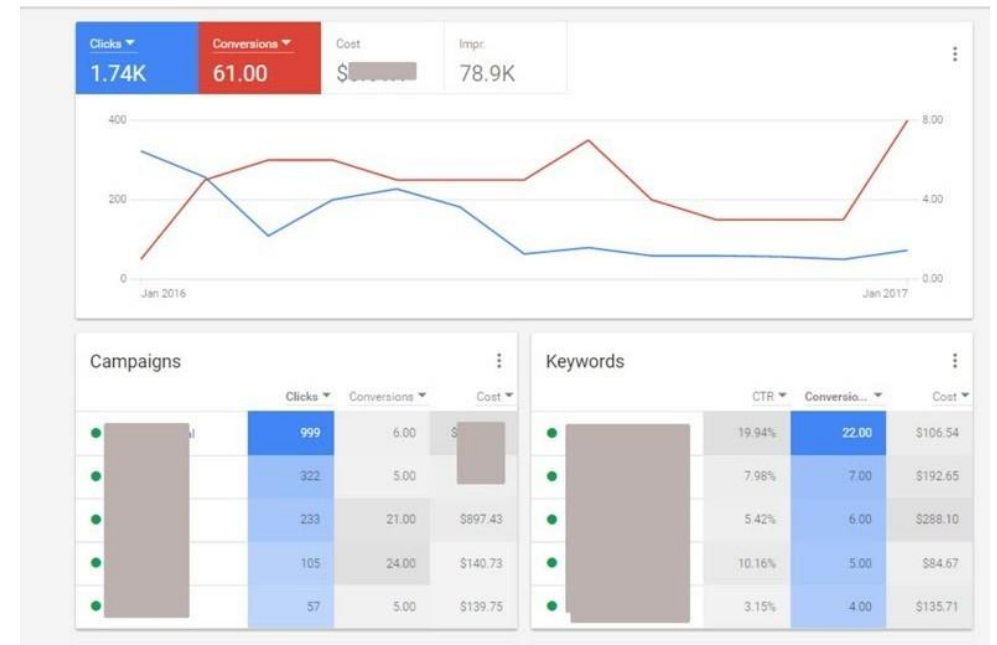 Clicks Conversions Cost Impr.
1.74K 61.00 $ 78.9K
400 8.00
200 4.00
0 0.00
Jan 2016 Jan 2017
Campaigns
Clicks Conversions Cost
999 6.00 $
322 5.00
233 21.00 $897.43
105 24.00 $140.73
57 5.00 $139.75
Keywords
CTR Conversio... Cost
19.94% 22.00 $106.54
7.98% 7.00 $192.65
5.42% 6.00 $288.10
10.16% 5.00 $84.67
3.15% 4.00 $135.71